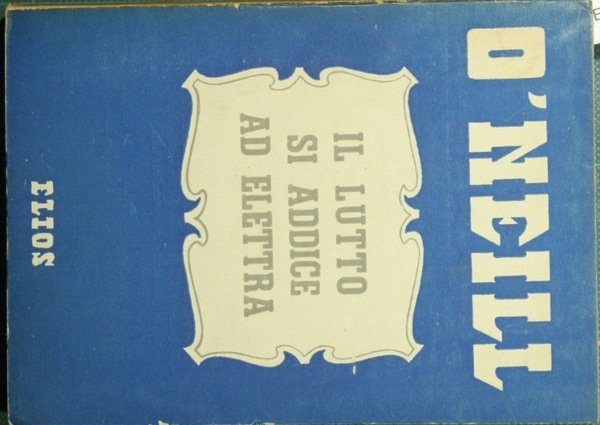 O'NEILL
IL LUTTO
SI ADDICE
AD ELETTRA
ELIOS